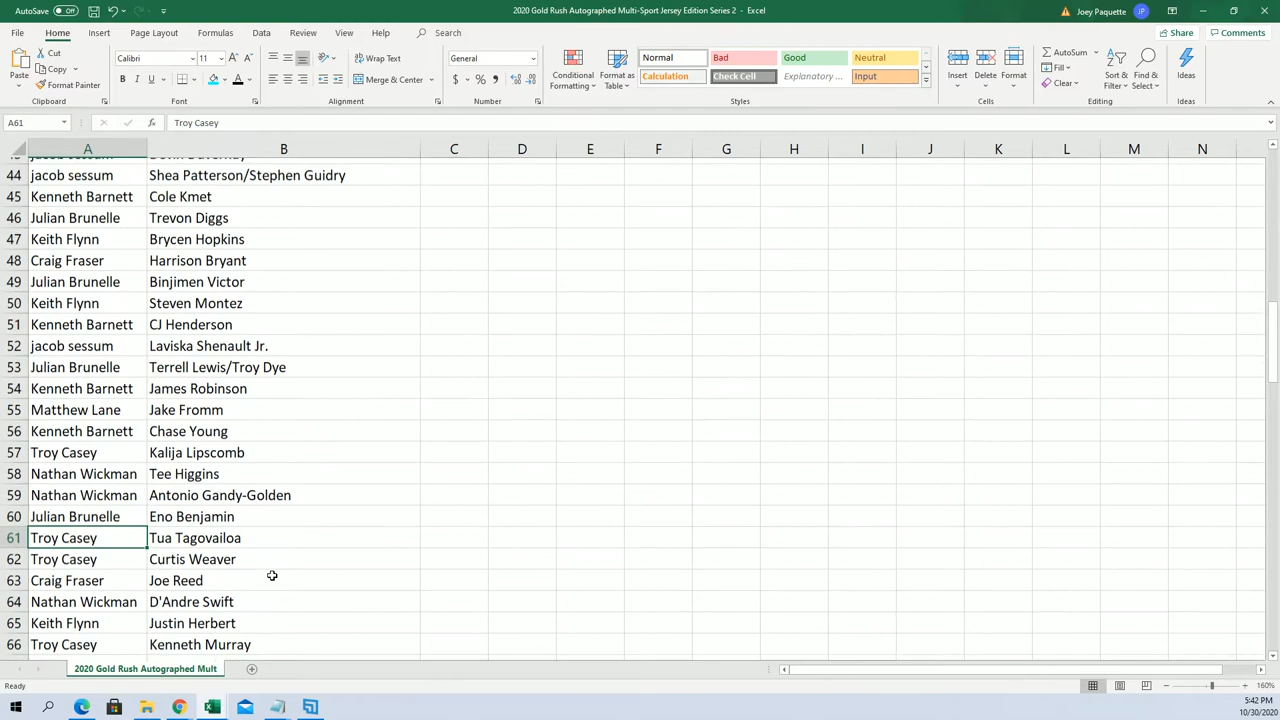 AutoSave Off 2020 Gold Rush Autographed Multi-Sport Jersey Edition Series 2 - Excel Joey Paquette JP
File Home Insert Page Layout Formulas Data Review View Help Search Share Comments
Paste Cut Copy Format Painter Clipboard
Calibri 11 B I U Font
Wrap Text Merge & Center Alignment
General $ % Number
Conditional Formatting Format as Table Normal Bad Good Neutral Calculation Check Cell Explanatory ... Input Styles
Insert Delete Format Cells
AutoSum Fill Clear Sort & Filter Find & Select Editing
Ideas Ideas
A61 fx Troy Casey
A B C D E F G H I J K L M N
44 jacob sessum Shea Patterson/Stephen Guidry
45 Kenneth Barnett Cole Kmet
46 Julian Brunelle Trevon Diggs
47 Keith Flynn Brycen Hopkins
48 Craig Fraser Harrison Bryant
49 Julian Brunelle Binjimen Victor
50 Keith Flynn Steven Montez
51 Kenneth Barnett CJ Henderson
52 jacob sessum Laviska Shenault Jr.
53 Julian Brunelle Terrell Lewis/Troy Dye
54 Kenneth Barnett James Robinson
55 Matthew Lane Jake Fromm
56 Kenneth Barnett Chase Young
57 Troy Casey Kalija Lipscomb
58 Nathan Wickman Tee Higgins
59 Nathan Wickman Antonio Gandy-Golden
60 Julian Brunelle Eno Benjamin
61 Troy Casey Tua Tagovailoa
62 Troy Casey Curtis Weaver
63 Craig Fraser Joe Reed
64 Nathan Wickman D'Andre Swift
65 Keith Flynn Justin Herbert
66 Troy Casey Kenneth Murray
2020 Gold Rush Autographed Mult
Ready 160%
5:42 PM
10/30/2020